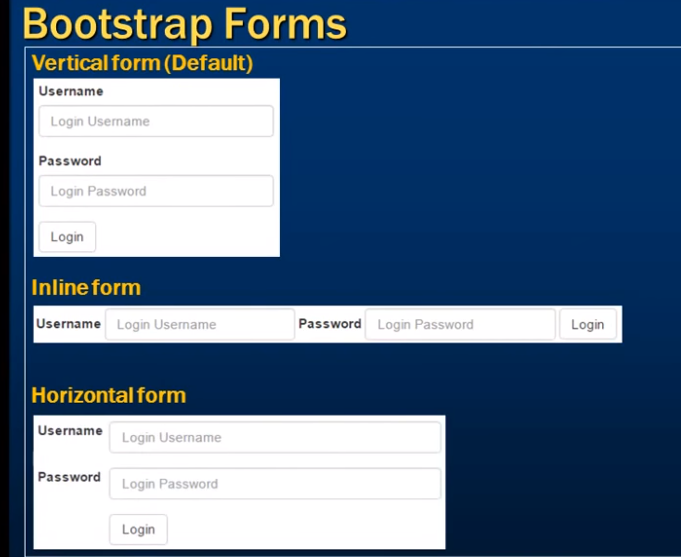 Bootstrap Forms
Vertical form (Default)
Username
Login Username
Password
Login Password
Login
Inline form
Username Login Username Password Login Password Login
Horizontal form
Username Login Username
Password Login Password
Login